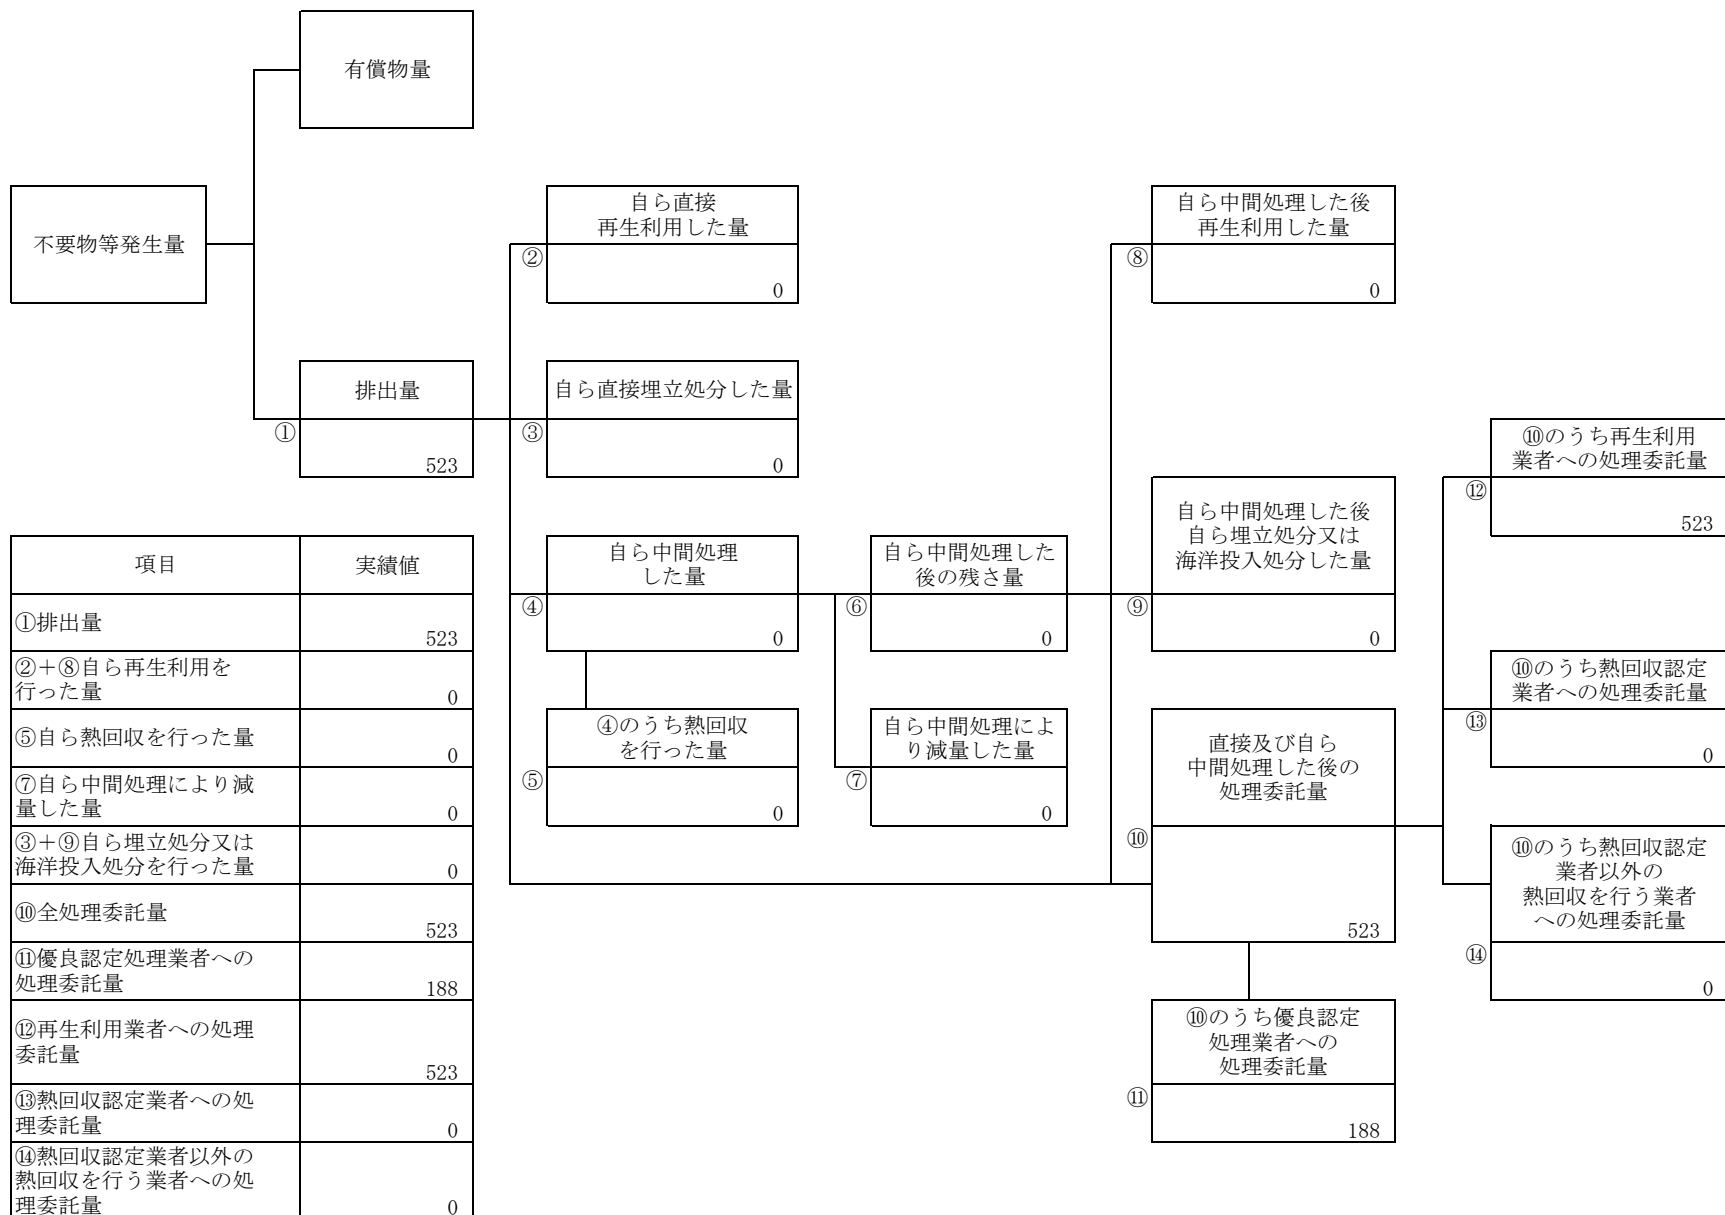 有償物量
不要物等発生量
排出量
①
523
自ら直接
再生利用した量
②
0
自ら直接埋立処分した量
③
0
自ら中間処理
した量
④
0
④のうち熱回収
を行った量
⑤
0
自ら中間処理した
後の残さ量
⑥
0
自ら中間処理によ
り減量した量
⑦
0
自ら中間処理した後
再生利用した量
⑧
0
自ら中間処理した後
自ら埋立処分又は
海洋投入処分した量
⑨
0
直接及び自ら
中間処理した後の
処理委託量
⑩
523
⑩のうち優良認定
処理業者への
処理委託量
⑪
188
⑩のうち再生利用
業者への処理委託量
⑫
523
⑩のうち熱回収認定
業者への処理委託量
⑬
0
⑩のうち熱回収認定
業者以外の
熱回収を行う業者
への処理委託量
⑭
0
項目 実績値
①排出量
523
②＋⑧自ら再生利用を
行った量
0
⑤自ら熱回収を行った量
0
⑦自ら中間処理により減
量した量
0
③＋⑨自ら埋立処分又は
海洋投入処分を行った量
0
⑩全処理委託量
523
⑪優良認定処理業者への
処理委託量
188
⑫再生利用業者への処理
委託量
523
⑬熱回収認定業者への処
理委託量
0
⑭熱回収認定業者以外の
熱回収を行う業者への処
理委託量
0